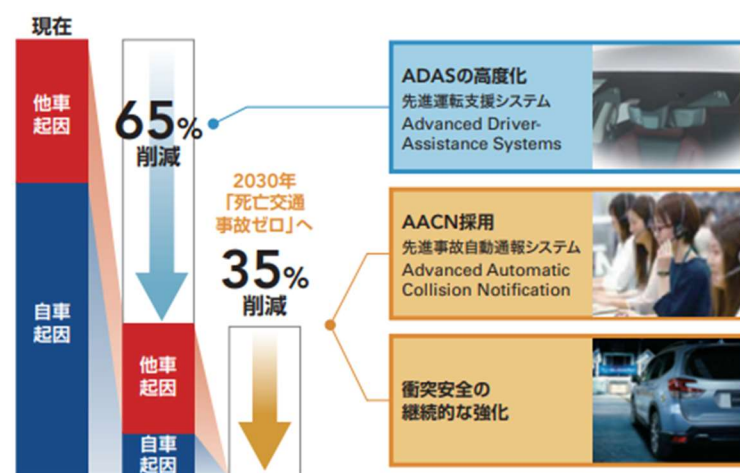 現在
他車
起因
自車
起因
65%
削減
他車
起因
自車
起因
2030年
「死亡交通
事故ゼロ」へ
35%
削減
ADASの高度化
先進運転支援システム
Advanced Driver-
Assistance Systems
AACN採用
先進事故自動通報システム
Advanced Automatic
Collision Notification
衝突安全の
継続的な強化